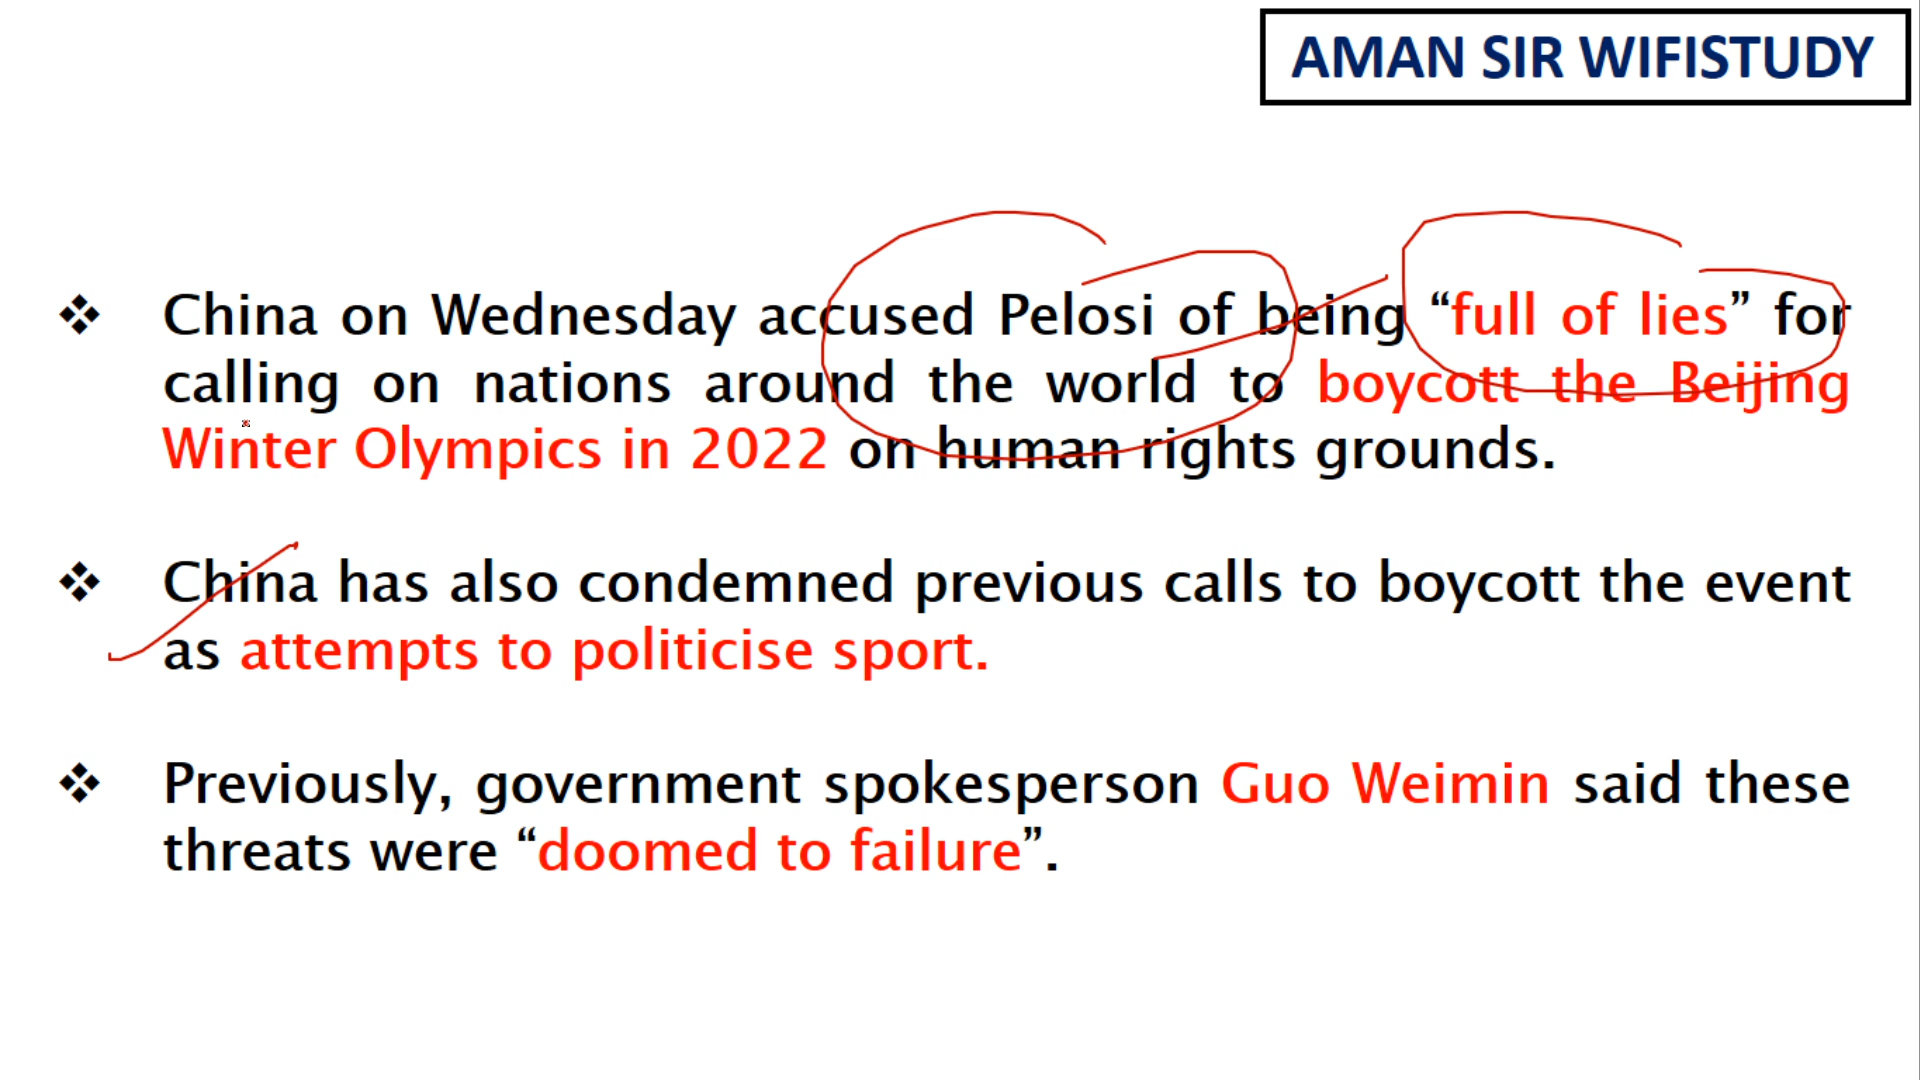 AMAN SIR WIFISTUDY
❖ China on Wednesday accused Pelosi of being “full of lies” for
calling on nations around the world to boycott the Beijing
Winter Olympics in 2022 on human rights grounds.
❖ China has also condemned previous calls to boycott the event
as attempts to politicise sport.
❖ Previously, government spokesperson Guo Weimin said these
threats were “doomed to failure”.